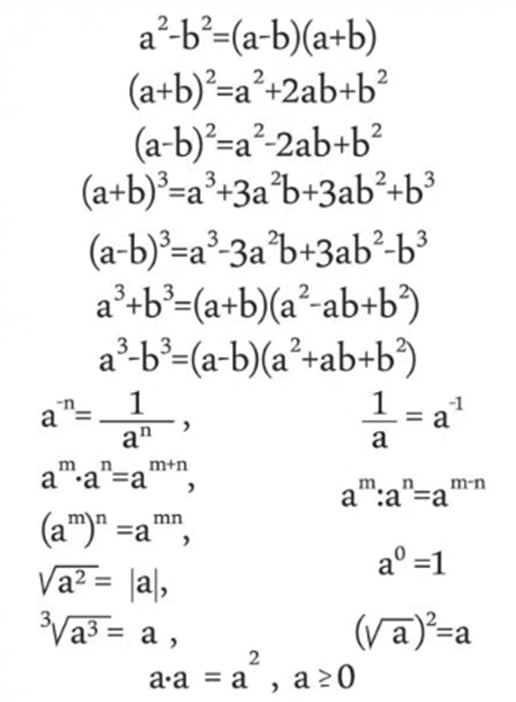 a²-b²=(a-b)(a+b)
(a+b)²=a²+2ab+b²
(a-b)²=a²-2ab+b²
(a+b)³=a³+3a²b+3ab²+b³
(a-b)³=a³-3a²b+3ab²-b³
a³+b³=(a+b)(a²-ab+b²)
a³-b³=(a-b)(a²+ab+b²)
a⁻ⁿ= 1/aⁿ , 1/a = a⁻¹
aᵐ·aⁿ=aᵐ⁺ⁿ, aᵐ:aⁿ=aᵐ⁻ⁿ
(aᵐ)ⁿ =aᵐⁿ, a⁰ =1
√a² = |a|,
³√a³ = a , (√a)²=a
a·a = a² , a≥0